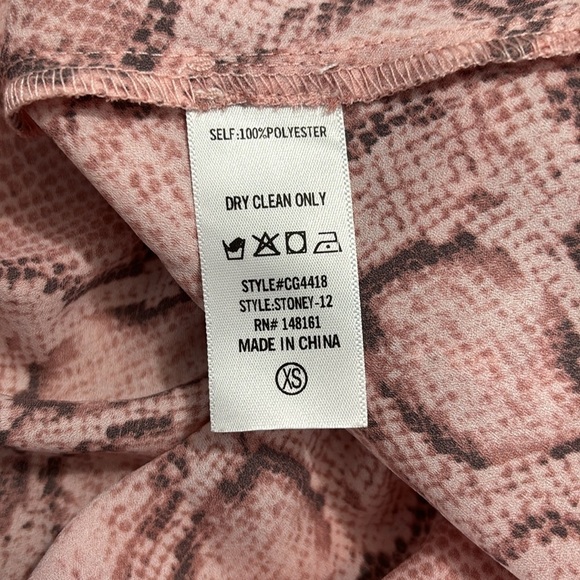 SELF:100%POLYESTER
DRY CLEAN ONLY
STYLE#CG4418
STYLE:STONEY-12
RN# 148161
MADE IN CHINA
XS